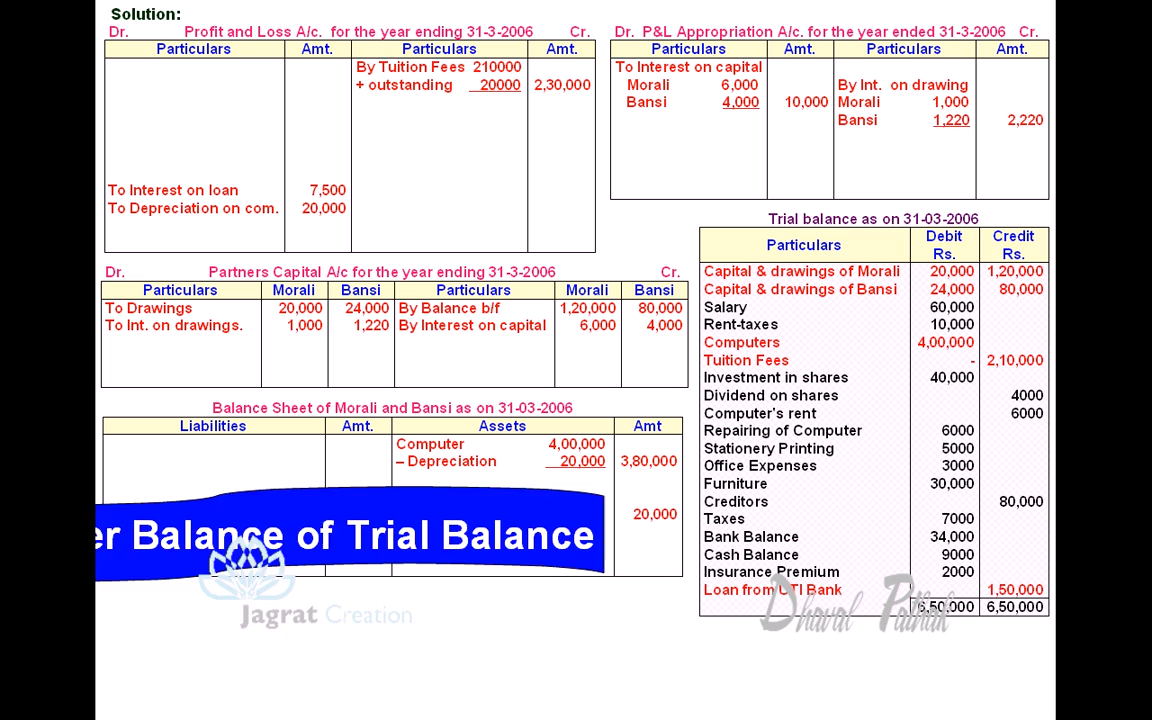 Solution:
Dr. Profit and Loss A/c. for the year ending 31-3-2006 Cr.
Particulars Amt. Particulars Amt.
By Tuition Fees 210000
+ outstanding 20000 2,30,000
To Interest on loan 7,500
To Depreciation on com. 20,000
Dr. P&L Appropriation A/c. for the year ended 31-3-2006 Cr.
Particulars Amt. Particulars Amt.
To Interest on capital
Morali 6,000 By Int. on drawing
Bansi 4,000 10,000 Morali 1,000
Bansi 1,220 2,220
Dr. Partners Capital A/c for the year ending 31-3-2006 Cr.
Particulars Morali Bansi Particulars Morali Bansi
To Drawings 20,000 24,000 By Balance b/f 1,20,000 80,000
To Int. on drawings. 1,000 1,220 By Interest on capital 6,000 4,000
Balance Sheet of Morali and Bansi as on 31-03-2006
Liabilities Amt. Assets Amt
Computer 4,00,000
– Depreciation 20,000 3,80,000
20,000
er Balance of Trial Balance
Jagrat Creation
Trial balance as on 31-03-2006
Particulars Debit Rs. Credit Rs.
Capital & drawings of Morali 20,000 1,20,000
Capital & drawings of Bansi 24,000 80,000
Salary 60,000
Rent-taxes 10,000
Computers 4,00,000
Tuition Fees - 2,10,000
Investment in shares 40,000
Dividend on shares 4000
Computer's rent 6000
Repairing of Computer 6000
Stationery Printing 5000
Office Expenses 3000
Furniture 30,000
Creditors 80,000
Taxes 7000
Bank Balance 34,000
Cash Balance 9000
Insurance Premium 2000
Loan from UTI Bank 1,50,000
6,50,000 6,50,000
Dhaval Pathak